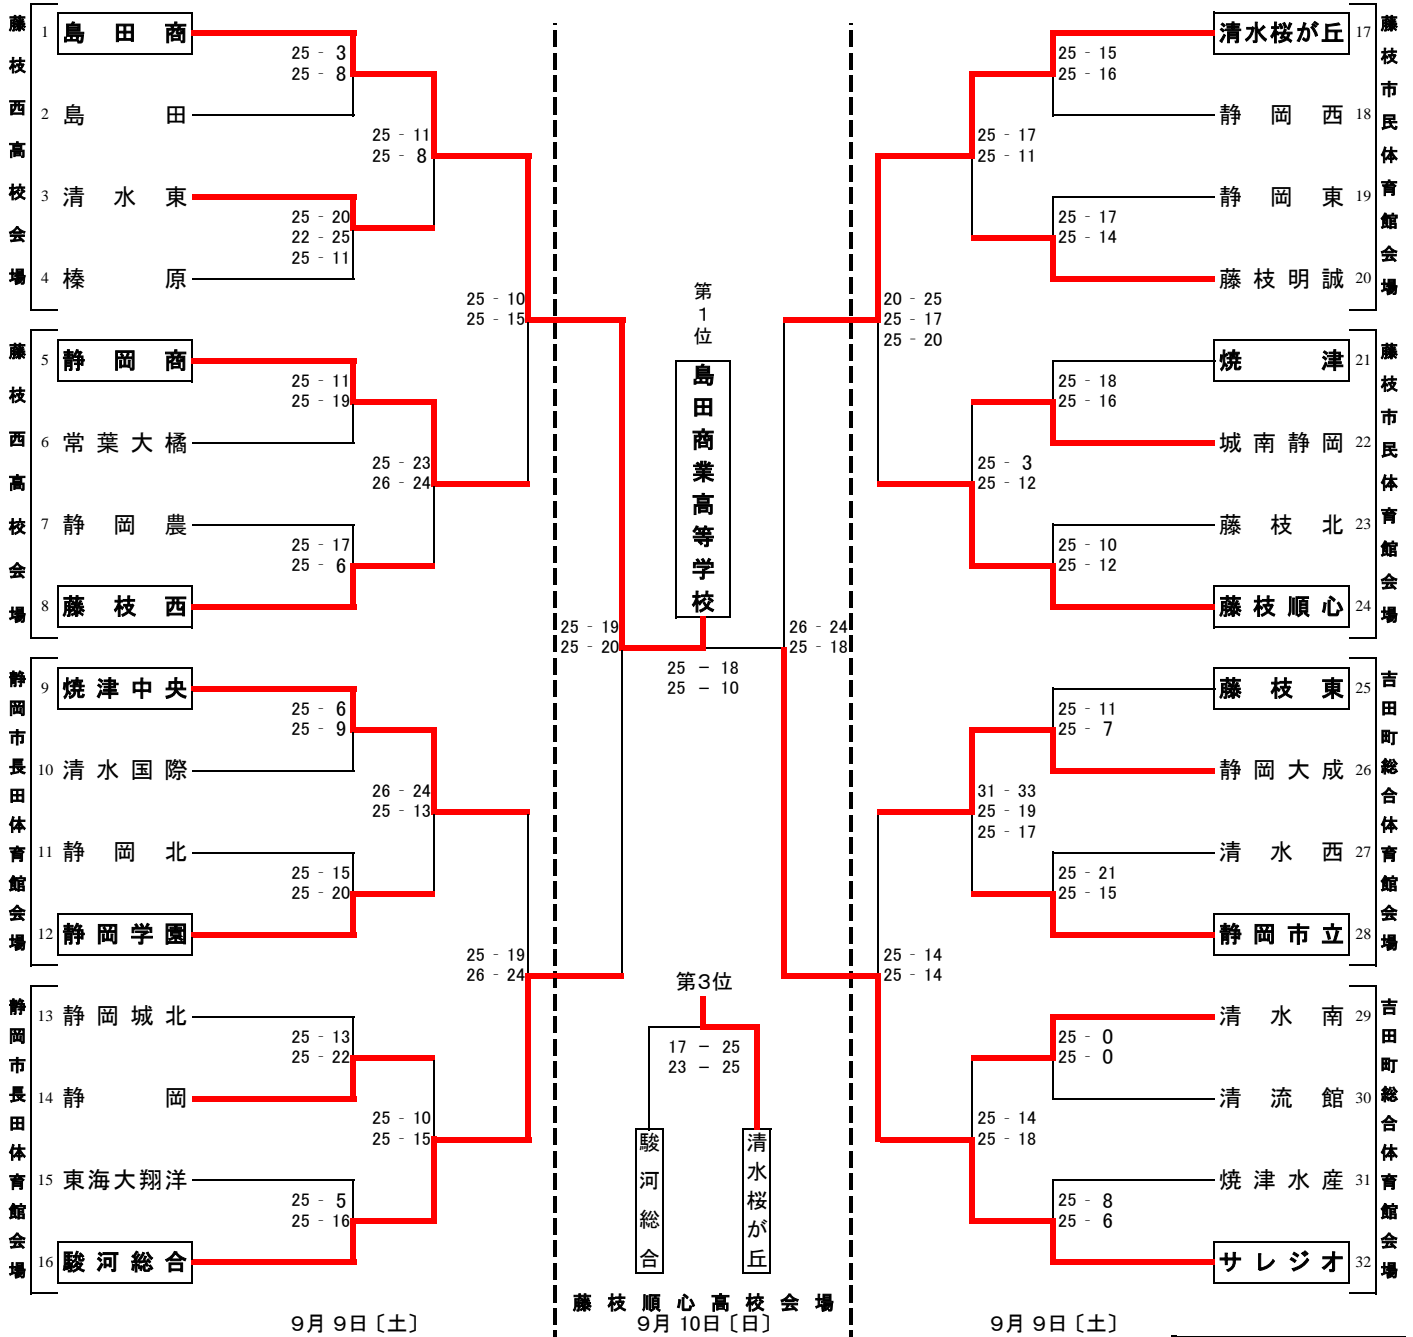 藤枝西高校会場
1 島田商
25 - 3
25 - 8
2 島田
25 - 11
25 - 8
3 清水東
25 - 20
22 - 25
25 - 11
4 榛原
25 - 10
25 - 15
藤枝西高校会場
5 静岡商
25 - 11
25 - 19
6 常葉大橘
25 - 23
26 - 24
7 静岡農
25 - 17
25 - 6
8 藤枝西
25 - 19
25 - 20
静岡市長田体育館会場
9 焼津中央
25 - 6
25 - 9
10 清水国際
26 - 24
25 - 13
11 静岡北
25 - 15
25 - 20
12 静岡学園
25 - 19
26 - 24
静岡市長田体育館会場
13 静岡城北
25 - 13
25 - 22
14 静岡
25 - 10
25 - 15
15 東海大翔洋
25 - 5
25 - 16
16 駿河総合
9月 9日〔土〕
第1位
島田商業高等学校
25 - 18
25 - 10
第3位
17 - 25
23 - 25
駿河総合
清水桜が丘
藤枝順心高校会場
9月 10日〔日〕
清水桜が丘 17
藤枝市民体育館会場
25 - 15
25 - 16
静岡西 18
25 - 17
25 - 11
静岡東 19
25 - 17
25 - 14
藤枝明誠 20
20 - 25
25 - 17
25 - 20
焼津 21
藤枝市民体育館会場
25 - 18
25 - 16
城南静岡 22
25 - 3
25 - 12
藤枝北 23
25 - 10
25 - 12
藤枝順心 24
26 - 24
25 - 18
藤枝東 25
吉田町総合体育館会場
25 - 11
25 - 7
静岡大成 26
31 - 33
25 - 19
25 - 17
清水西 27
25 - 21
25 - 15
静岡市立 28
25 - 14
25 - 14
清水南 29
吉田町総合体育館会場
25 - 0
25 - 0
清流館 30
25 - 14
25 - 18
焼津水産 31
25 - 8
25 - 6
サレジオ 32
9月 9日〔土〕